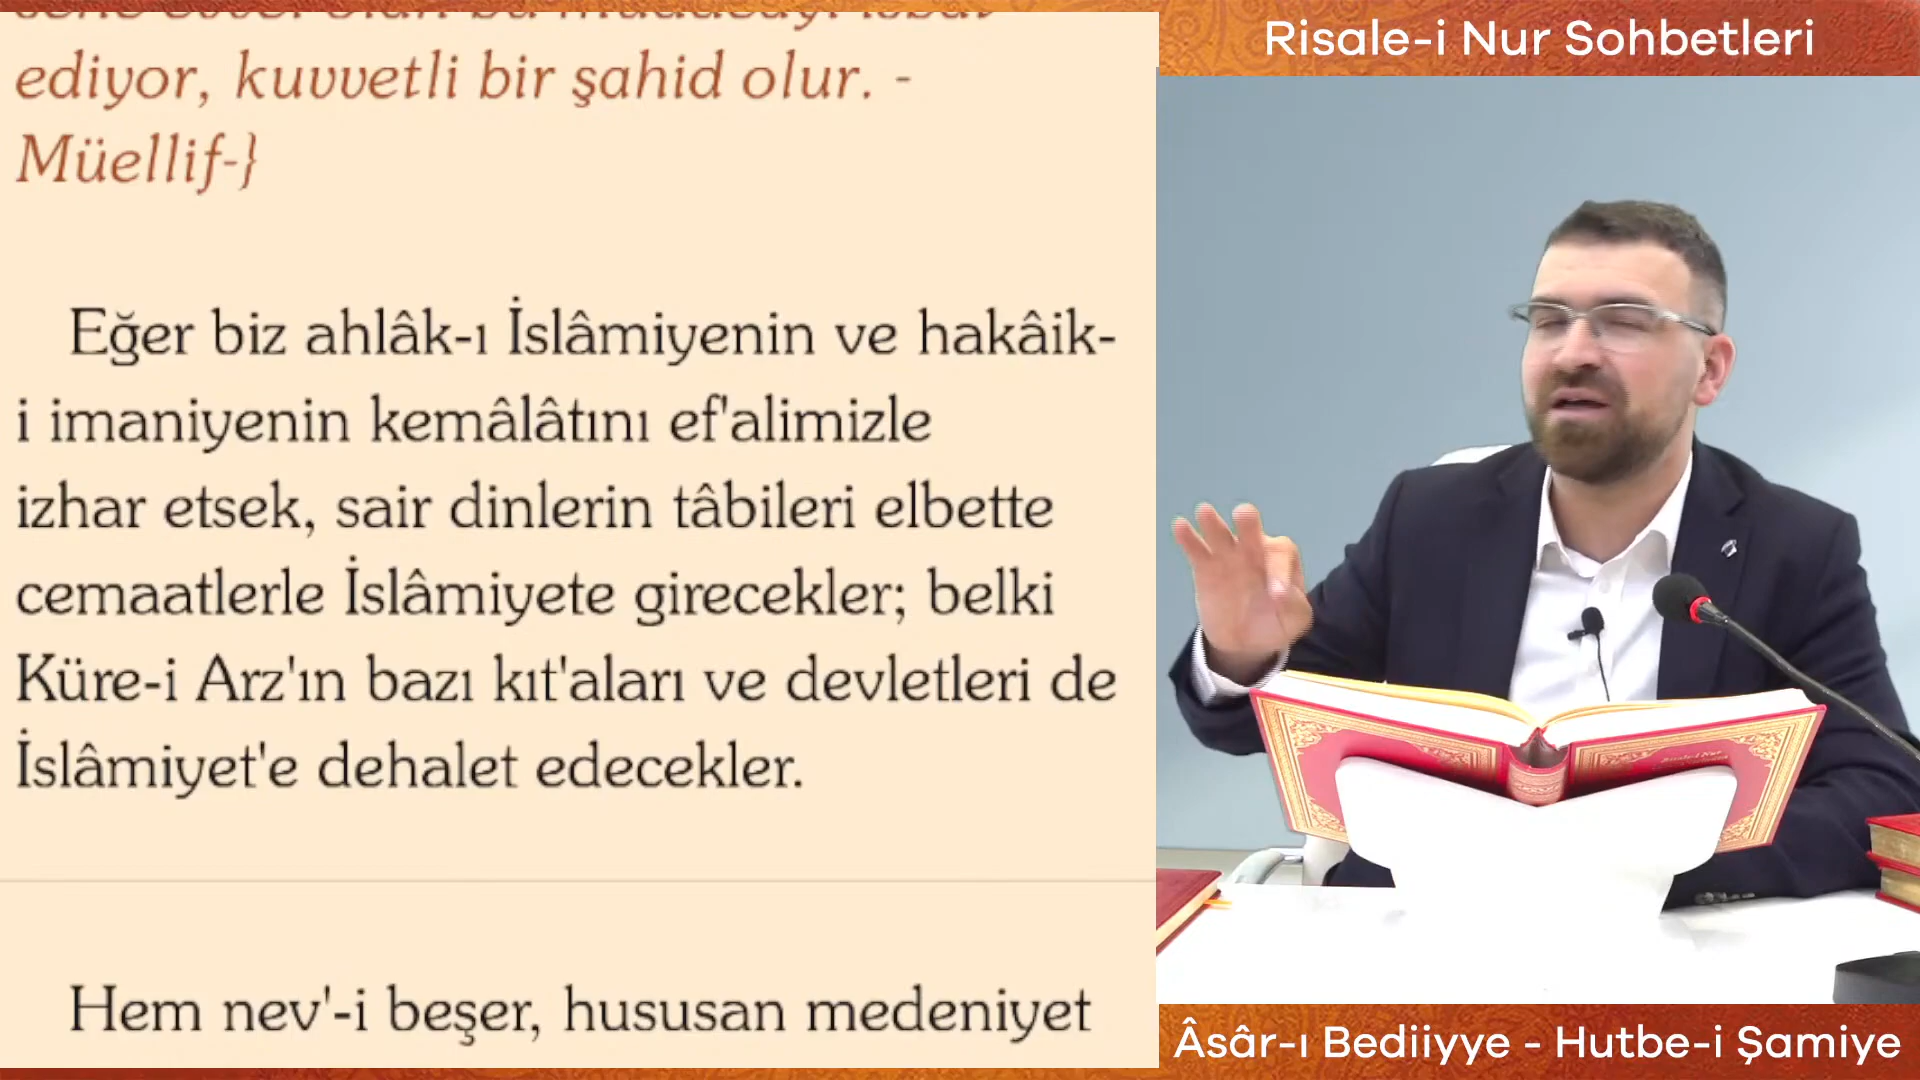 ediyor, kuvvetli bir şahid olur. -
Müellif-}
Eğer biz ahlâk-ı İslâmiyenin ve hakâik-
i imaniyenin kemâlâtını ef'alimizle
izhar etsek, sair dinlerin tâbileri elbette
cemaatlerle İslâmiyete girecekler; belki
Küre-i Arz'ın bazı kıt'aları ve devletleri de
İslâmiyet'e dehalet edecekler.
Hem nev'-i beşer, hususan medeniyet
Risale-i Nur Sohbetleri
Âsâr-ı Bediiyye - Hutbe-i Şamiye